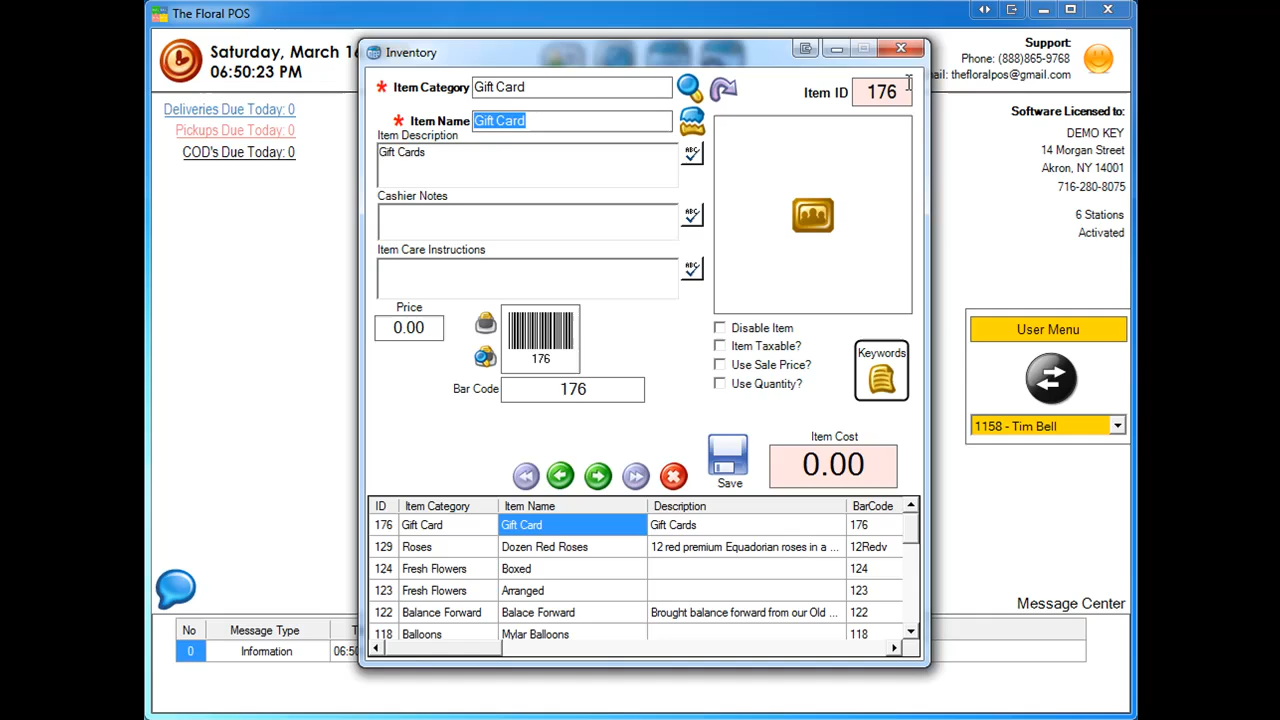 The Floral POS
Saturday, March 16
06:50:23 PM
Deliveries Due Today: 0
Pickups Due Today: 0
COD's Due Today: 0
Inventory
* Item Category Gift Card
* Item Name Gift Card
Item ID 176
Item Description
Gift Cards
ABC
Cashier Notes
ABC
Item Care Instructions
ABC
Price
0.00
176
Bar Code 176
Disable Item
Item Taxable?
Use Sale Price?
Use Quantity?
Keywords
Save
Item Cost
0.00
ID Item Category Item Name Description BarCode
176 Gift Card Gift Card Gift Cards 176
129 Roses Dozen Red Roses 12 red premium Equadorian roses in a ... 12Redv
124 Fresh Flowers Boxed 124
123 Fresh Flowers Arranged 123
122 Balance Forward Balace Forward Brought balance forward from our Old ... 122
118 Balloons Mylar Balloons 118
Support:
Phone: (888)865-9768
ail: thefloralpos@gmail.com
Software Licensed to:
DEMO KEY
14 Morgan Street
Akron, NY 14001
716-280-8075
6 Stations
Activated
User Menu
1158 - Tim Bell
Message Center
No Message Type
0 Information 06:50